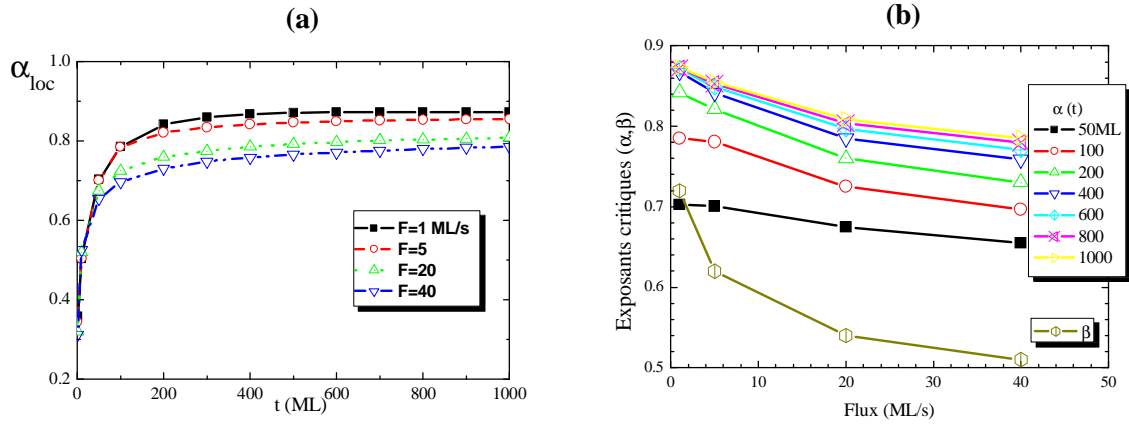 (a)
α_loc
1.0
0.8
0.6
0.4
0.2
0 200 400 600 800 1000
t (ML)
F=1 ML/s
F=5
F=20
F=40
(b)
Exposants critiques (α,β)
0.9
0.8
0.7
0.6
0.5
0 10 20 30 40 50
Flux (ML/s)
α (t)
50ML
100
200
400
600
800
1000
β